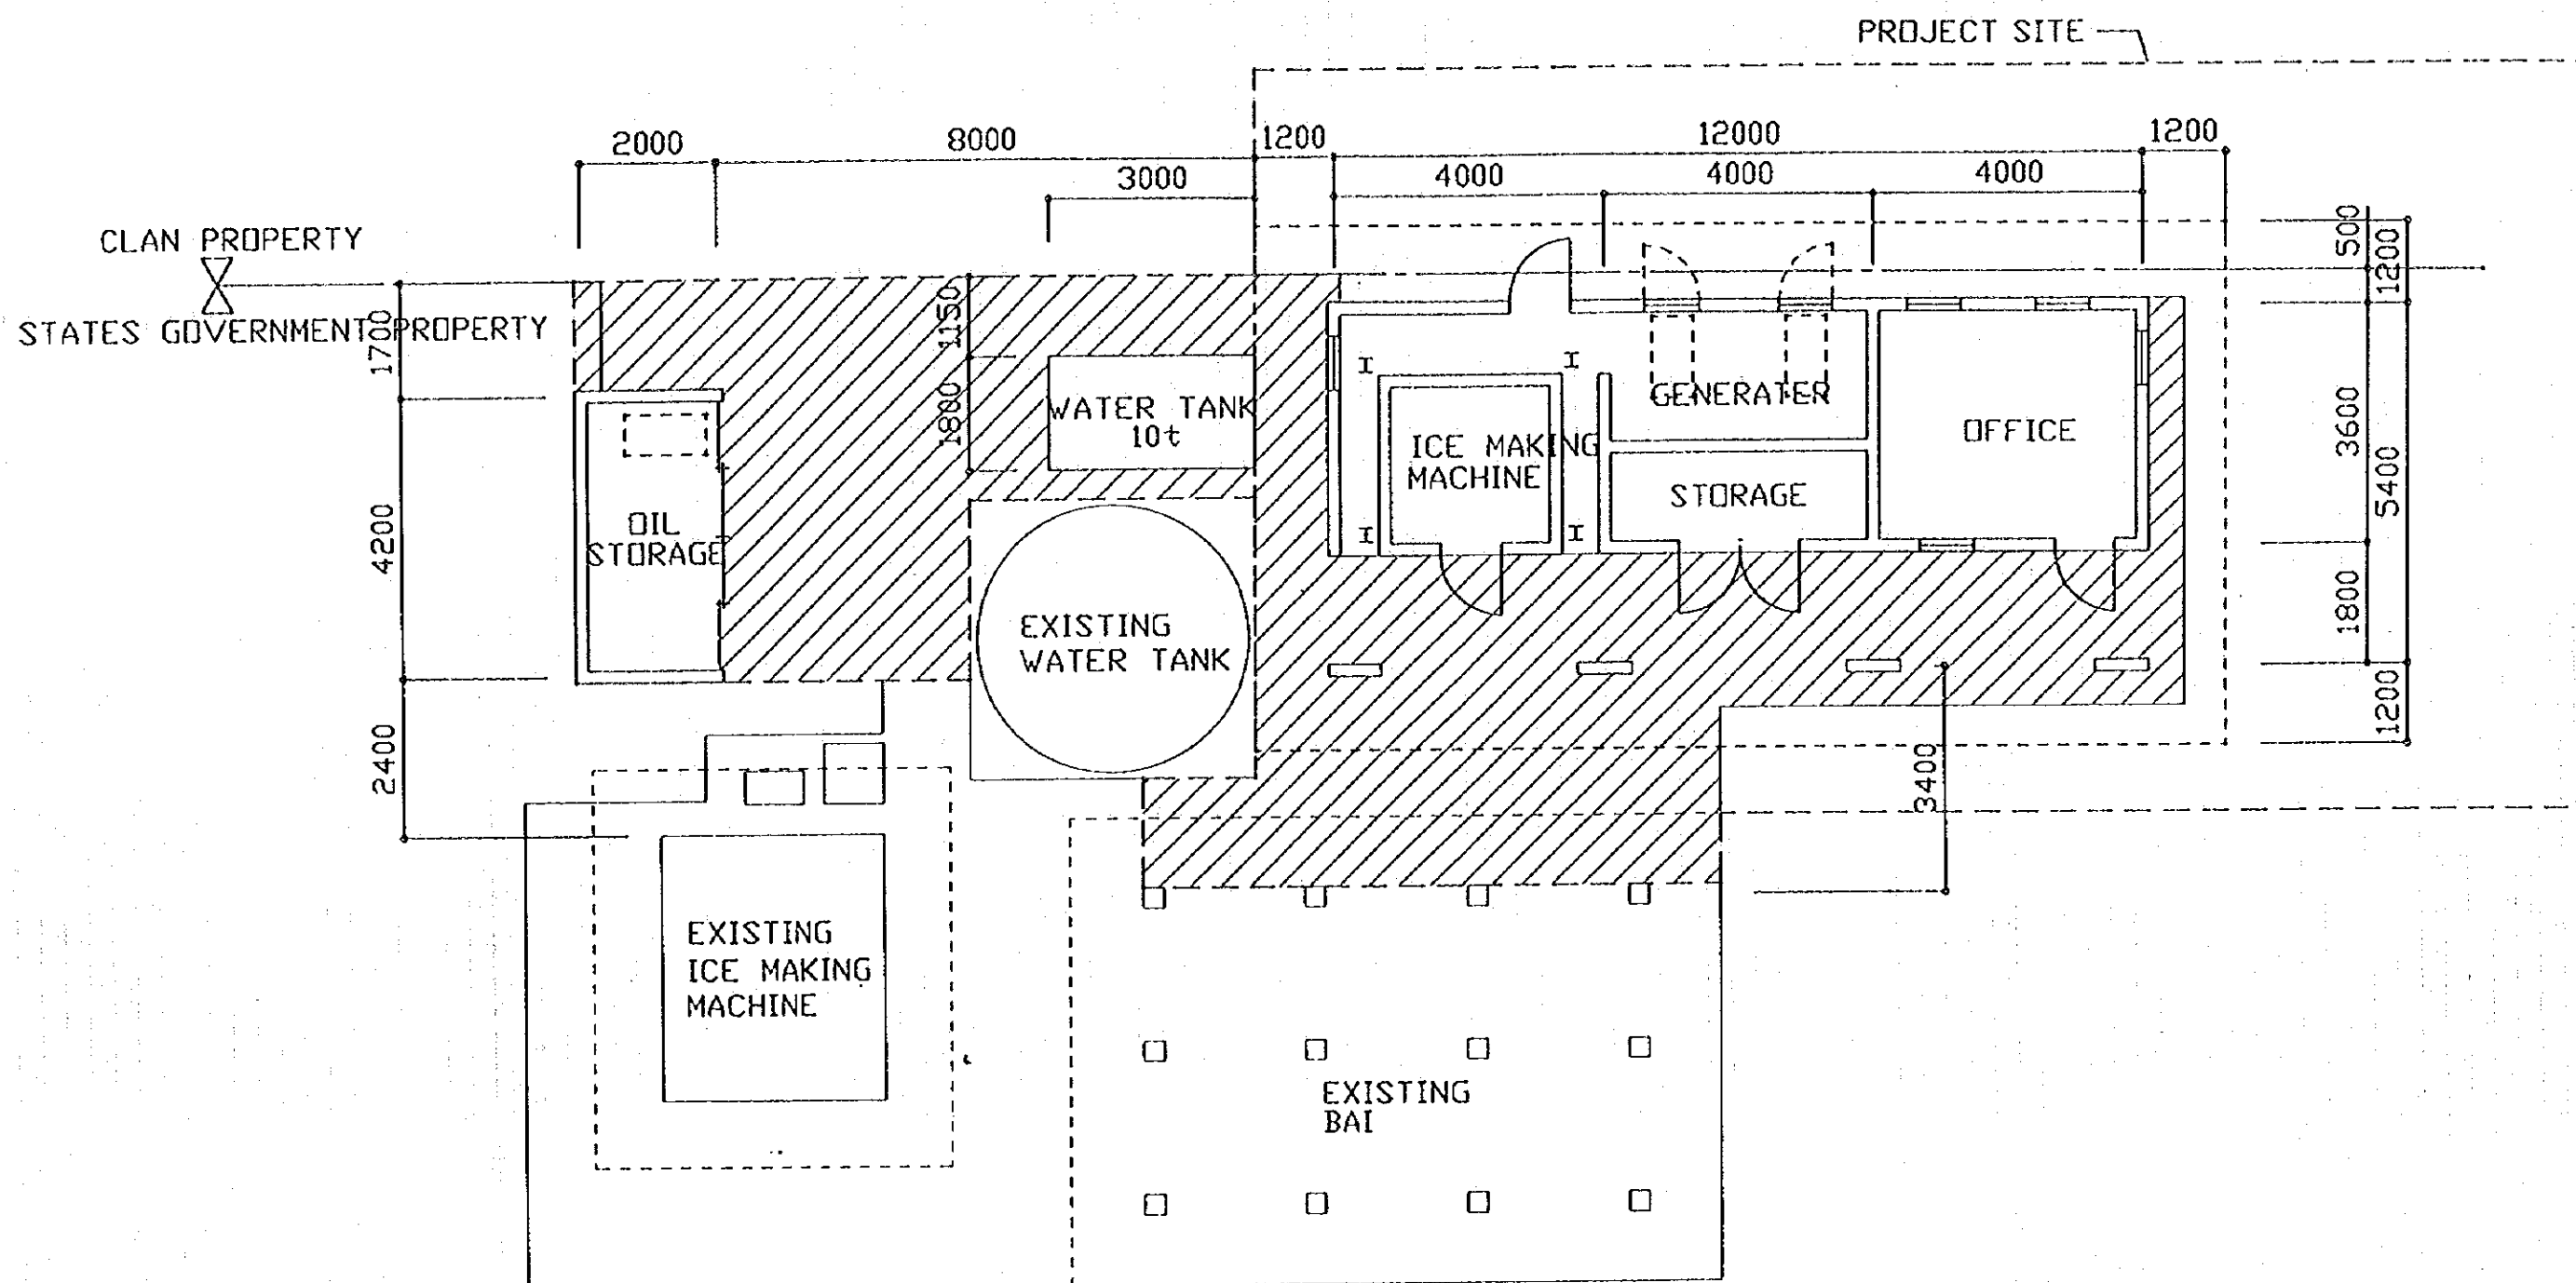 PROJECT SITE
2000
8000
1200
12000
1200
3000
4000
4000
4000
CLAN PROPERTY
STATES GOVERNMENT PROPERTY
500
1200
1700
1150
1800
WATER TANK
10t
GENERATER
OFFICE
ICE MAKING
MACHINE
STORAGE
3600
5400
OIL
STORAGE
4200
EXISTING
WATER TANK
1800
1200
2400
3400
EXISTING
ICE MAKING
MACHINE
EXISTING
BAI
I
I
I
I